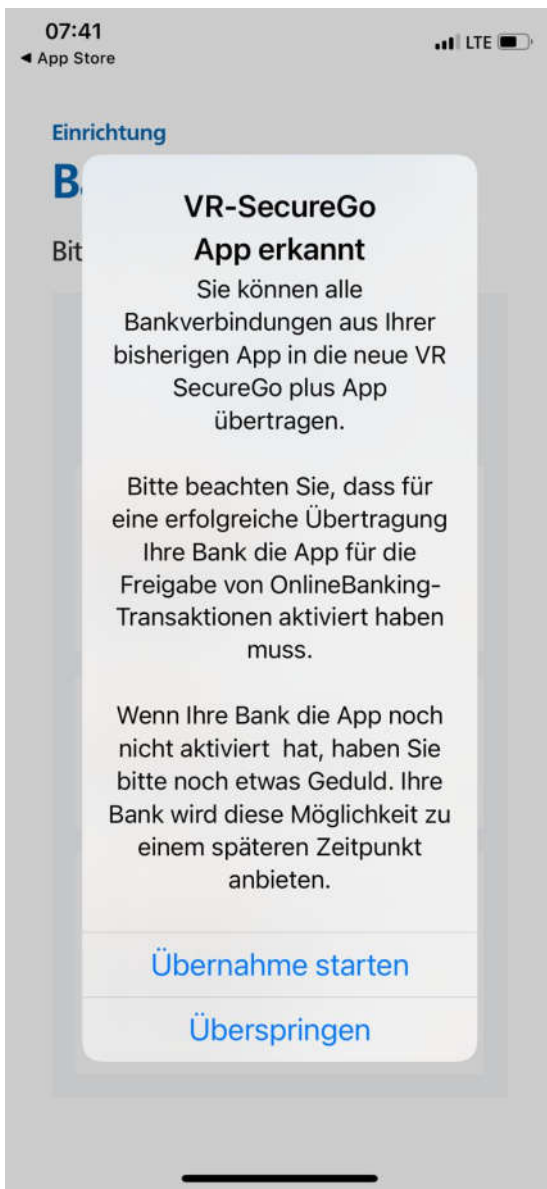 07:41
LTE
◀ App Store
Einrichtung
B
Bit
VR-SecureGo
App erkannt
Sie können alle
Bankverbindungen aus Ihrer
bisherigen App in die neue VR
SecureGo plus App
übertragen.
Bitte beachten Sie, dass für
eine erfolgreiche Übertragung
Ihre Bank die App für die
Freigabe von OnlineBanking-
Transaktionen aktiviert haben
muss.
Wenn Ihre Bank die App noch
nicht aktiviert  hat, haben Sie
bitte noch etwas Geduld. Ihre
Bank wird diese Möglichkeit zu
einem späteren Zeitpunkt
anbieten.
Übernahme starten
Überspringen